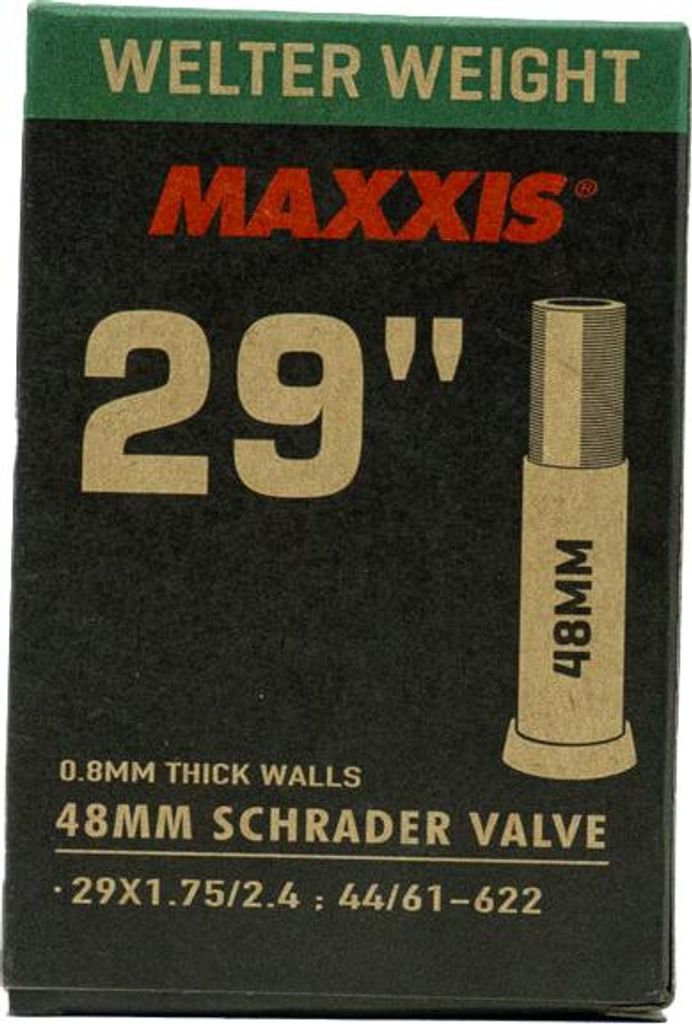 WELTER WEIGHT
MAXXIS®
29"
48MM
0.8MM THICK WALLS
48MM SCHRADER VALVE
· 29X1.75/2.4 : 44/61-622